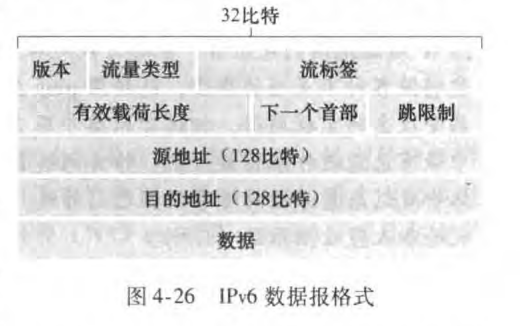 32比特
版本 流量类型 流标签
有效载荷长度 下一个首部 跳限制
源地址（128比特）
目的地址（128比特）
数据
图 4-26 IPv6 数据报格式